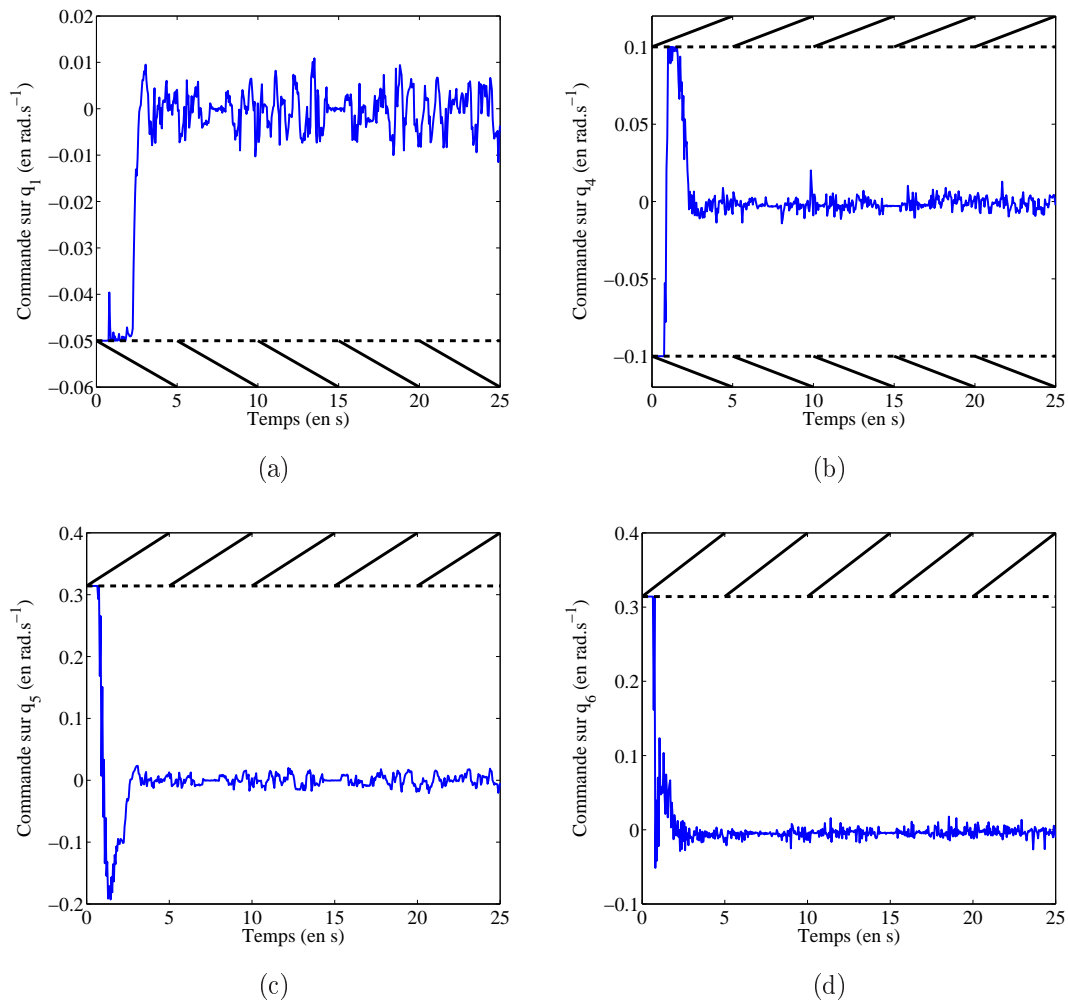 0.02
0.01
0
−0.01
−0.02
−0.03
−0.04
−0.05
−0.06
Commande sur q1 (en rad.s−1)
0 5 10 15 20 25
Temps (en s)
(a)
0.1
0.05
0
−0.05
−0.1
Commande sur q4 (en rad.s−1)
0 5 10 15 20 25
Temps (en s)
(b)
0.4
0.3
0.2
0.1
0
−0.1
−0.2
Commande sur q5 (en rad.s−1)
0 5 10 15 20 25
Temps (en s)
(c)
0.4
0.3
0.2
0.1
0
−0.1
Commande sur q6 (en rad.s−1)
0 5 10 15 20 25
Temps (en s)
(d)